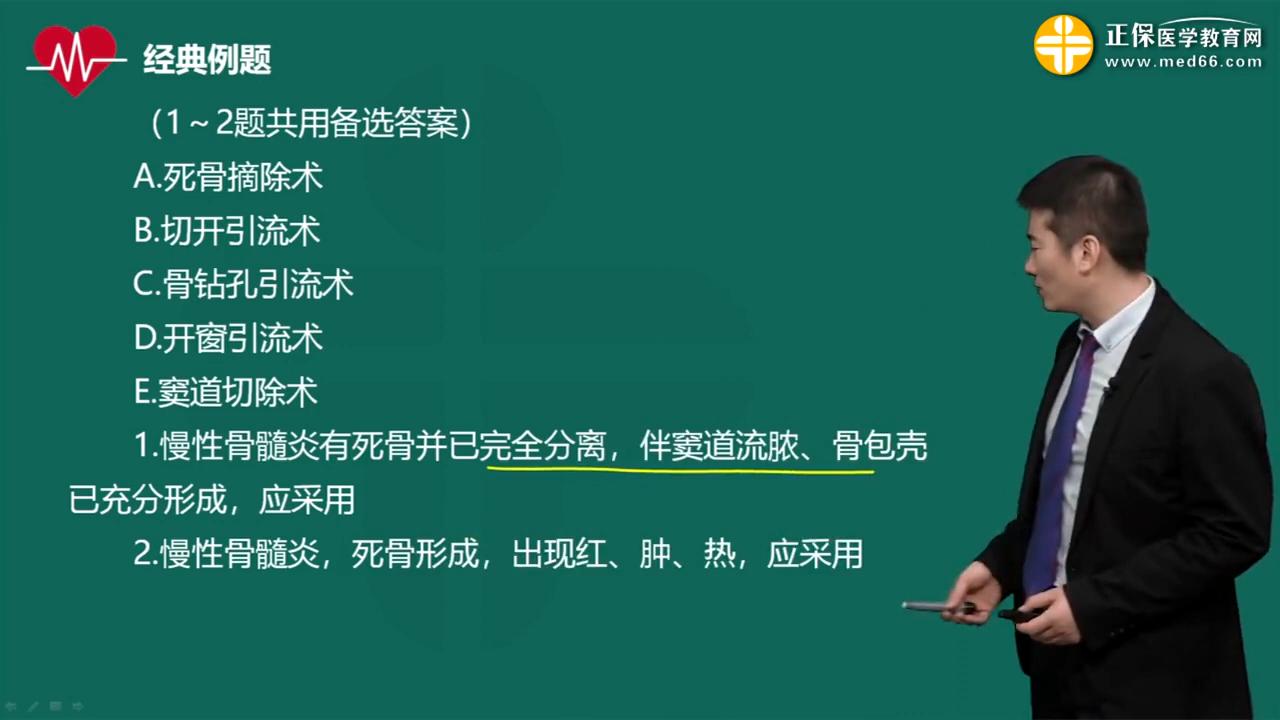 经典例题
正保医学教育网
www.med66.com
（1～2题共用备选答案）
A.死骨摘除术
B.切开引流术
C.骨钻孔引流术
D.开窗引流术
E.窦道切除术
1.慢性骨髓炎有死骨并已完全分离，伴窦道流脓、骨包壳
已充分形成，应采用
2.慢性骨髓炎，死骨形成，出现红、肿、热，应采用